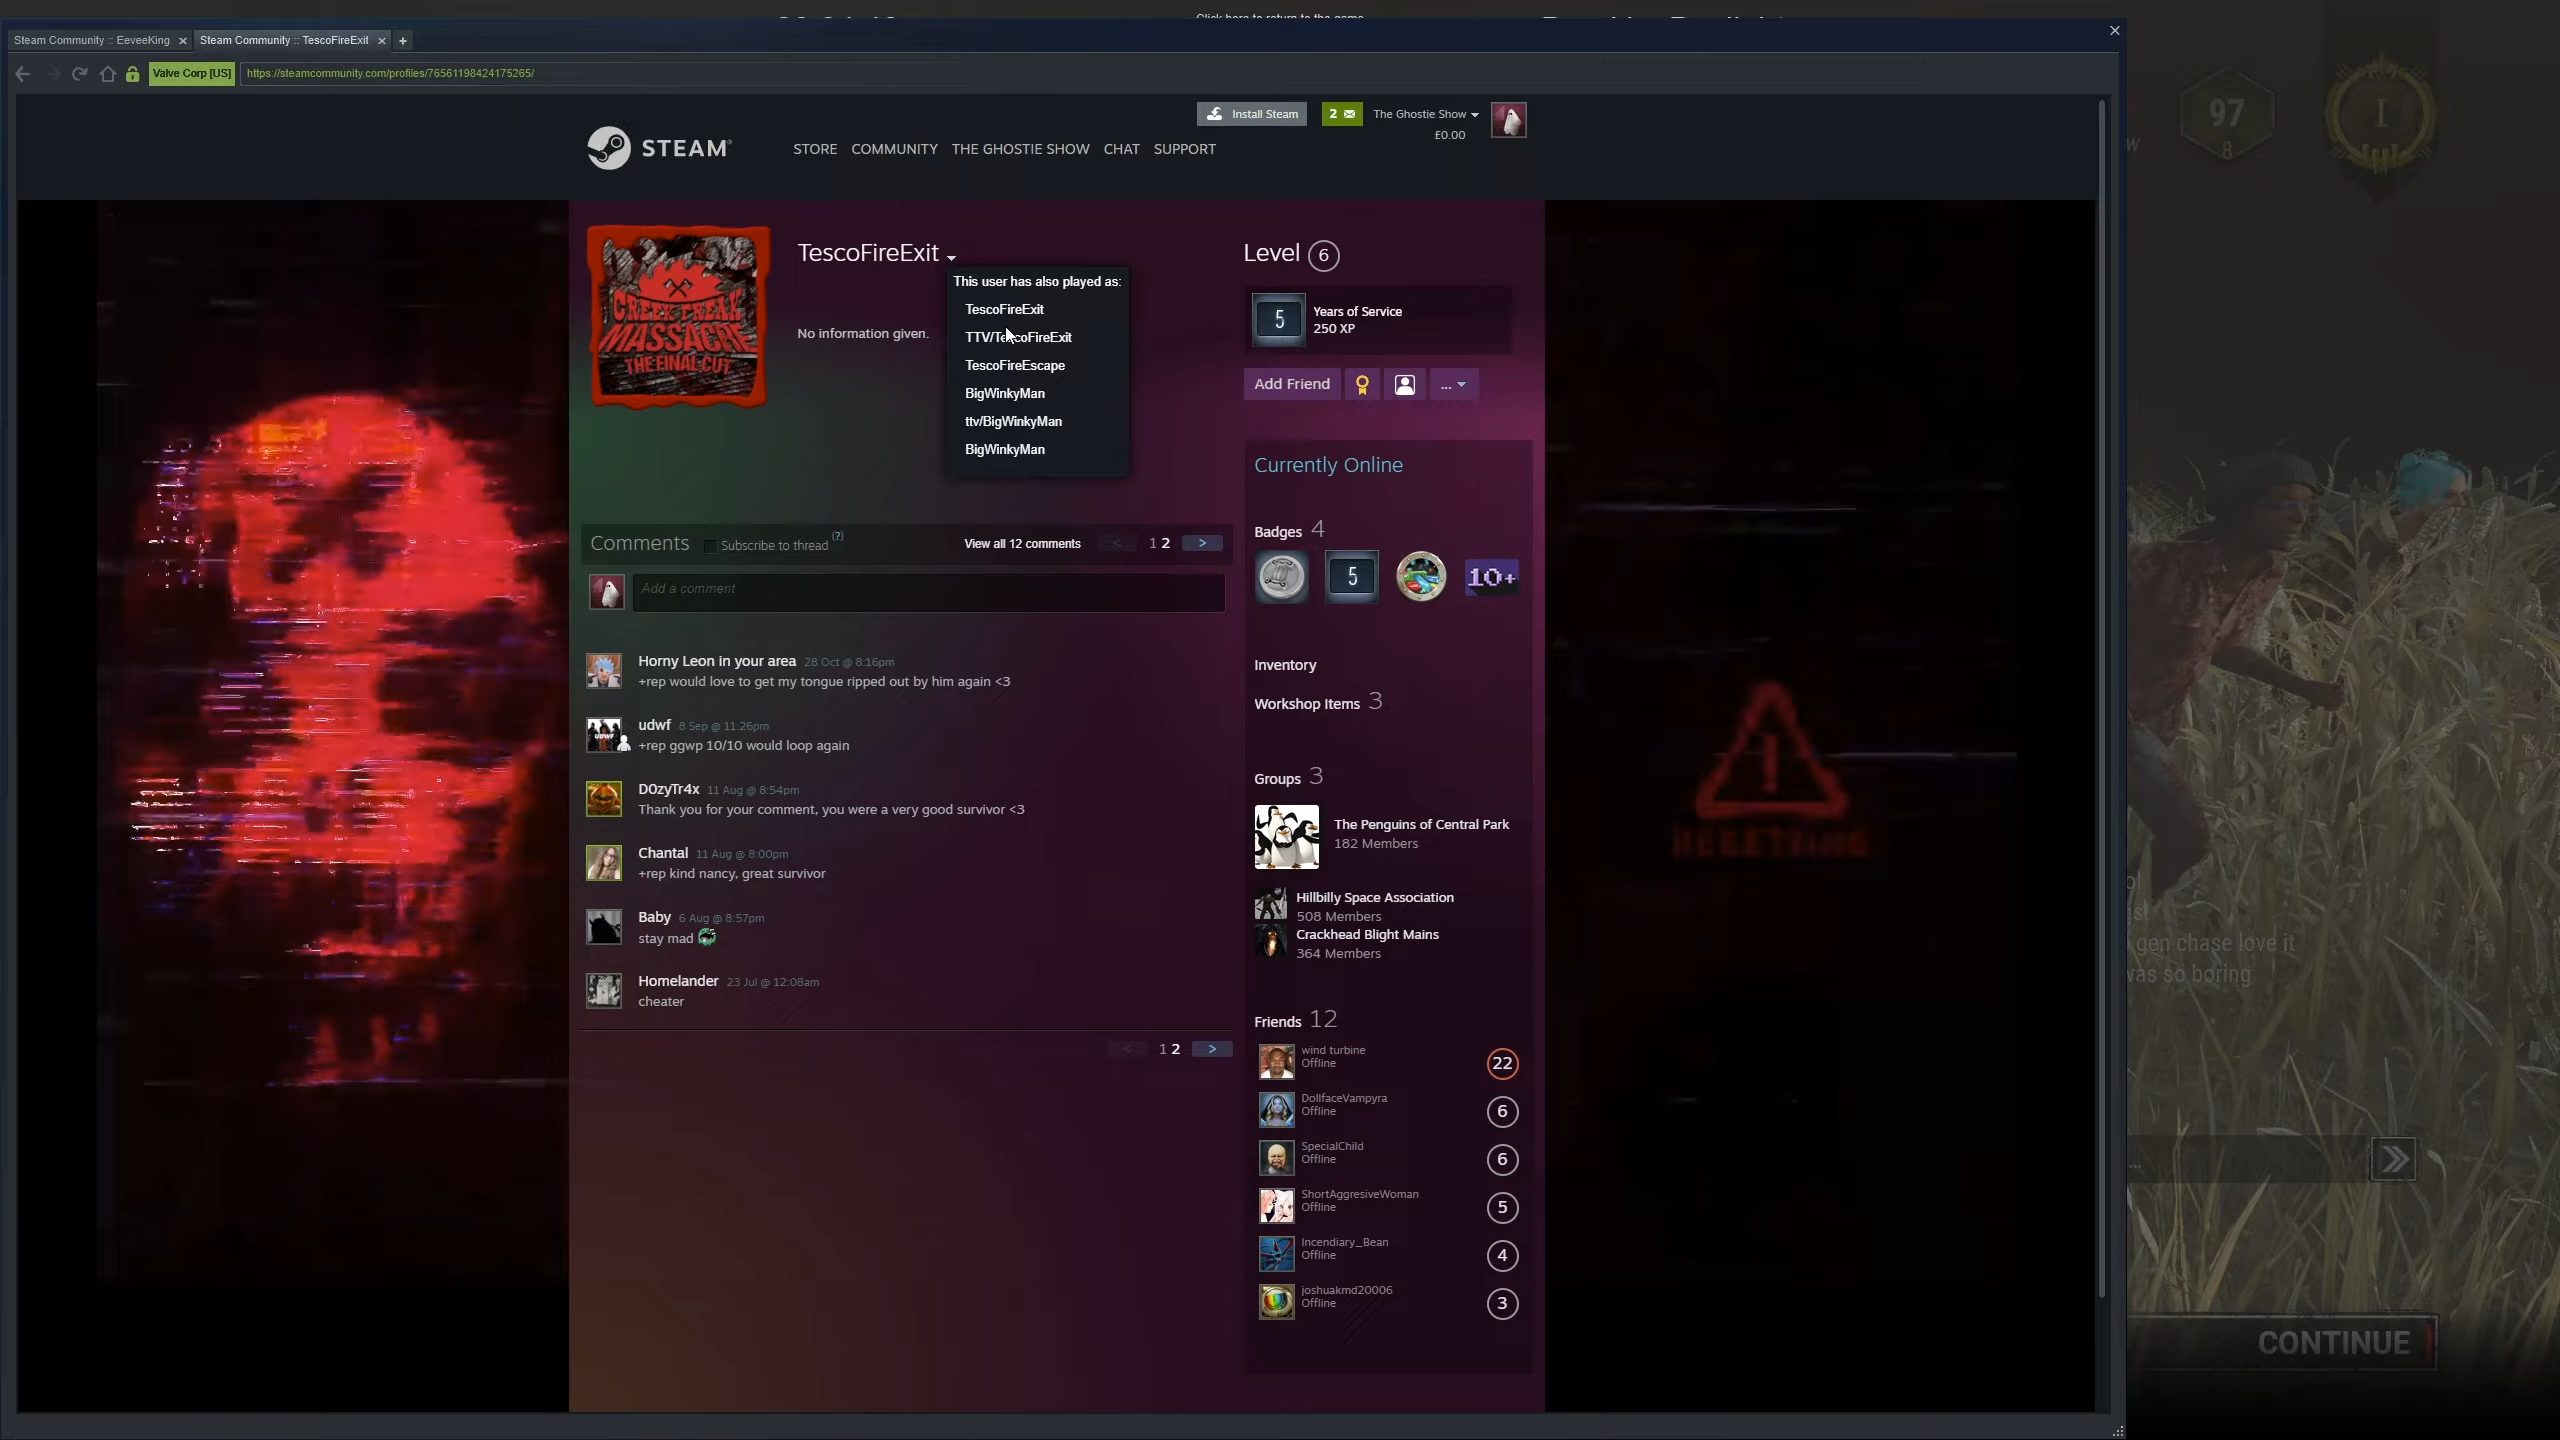 Click here to return to the game
Steam Community :: EeveeKing
Steam Community :: TescoFireExit
Valve Corp [US]
https://steamcommunity.com/profiles/76561198424175265/
Install Steam
2
The Ghostie Show
£0.00
STEAM
STORE COMMUNITY THE GHOSTIE SHOW CHAT SUPPORT
97
8
I
CREEK FREAK
MASSACRE
THE FINAL CUT
TescoFireExit
This user has also played as:
TescoFireExit
TTV/TescoFireExit
TescoFireEscape
BigWinkyMan
ttv/BigWinkyMan
BigWinkyMan
No information given.
Level 6
5
Years of Service
250 XP
Add Friend
...
Currently Online
Badges 4
5
10+
Inventory
Workshop Items 3
Groups 3
The Penguins of Central Park
182 Members
Hillbilly Space Association
508 Members
Crackhead Blight Mains
364 Members
Friends 12
wind turbine
Offline
22
DollfaceVampyra
Offline
6
SpecialChild
Offline
6
ShortAggresiveWoman
Offline
5
Incendiary_Bean
Offline
4
joshuakmd20006
Offline
3
Comments
Subscribe to thread (?)
View all 12 comments
< 1 2 >
Add a comment
Horny Leon in your area 28 Oct @ 8:16pm
+rep would love to get my tongue ripped out by him again <3
udwf 8 Sep @ 11:26pm
+rep ggwp 10/10 would loop again
D0zyTr4x 11 Aug @ 8:54pm
Thank you for your comment, you were a very good survivor <3
Chantal 11 Aug @ 8:00pm
+rep kind nancy, great survivor
Baby 6 Aug @ 8:57pm
stay mad
Homelander 23 Jul @ 12:08am
cheater
< 1 2 >
gen chase love it
was so boring
CONTINUE